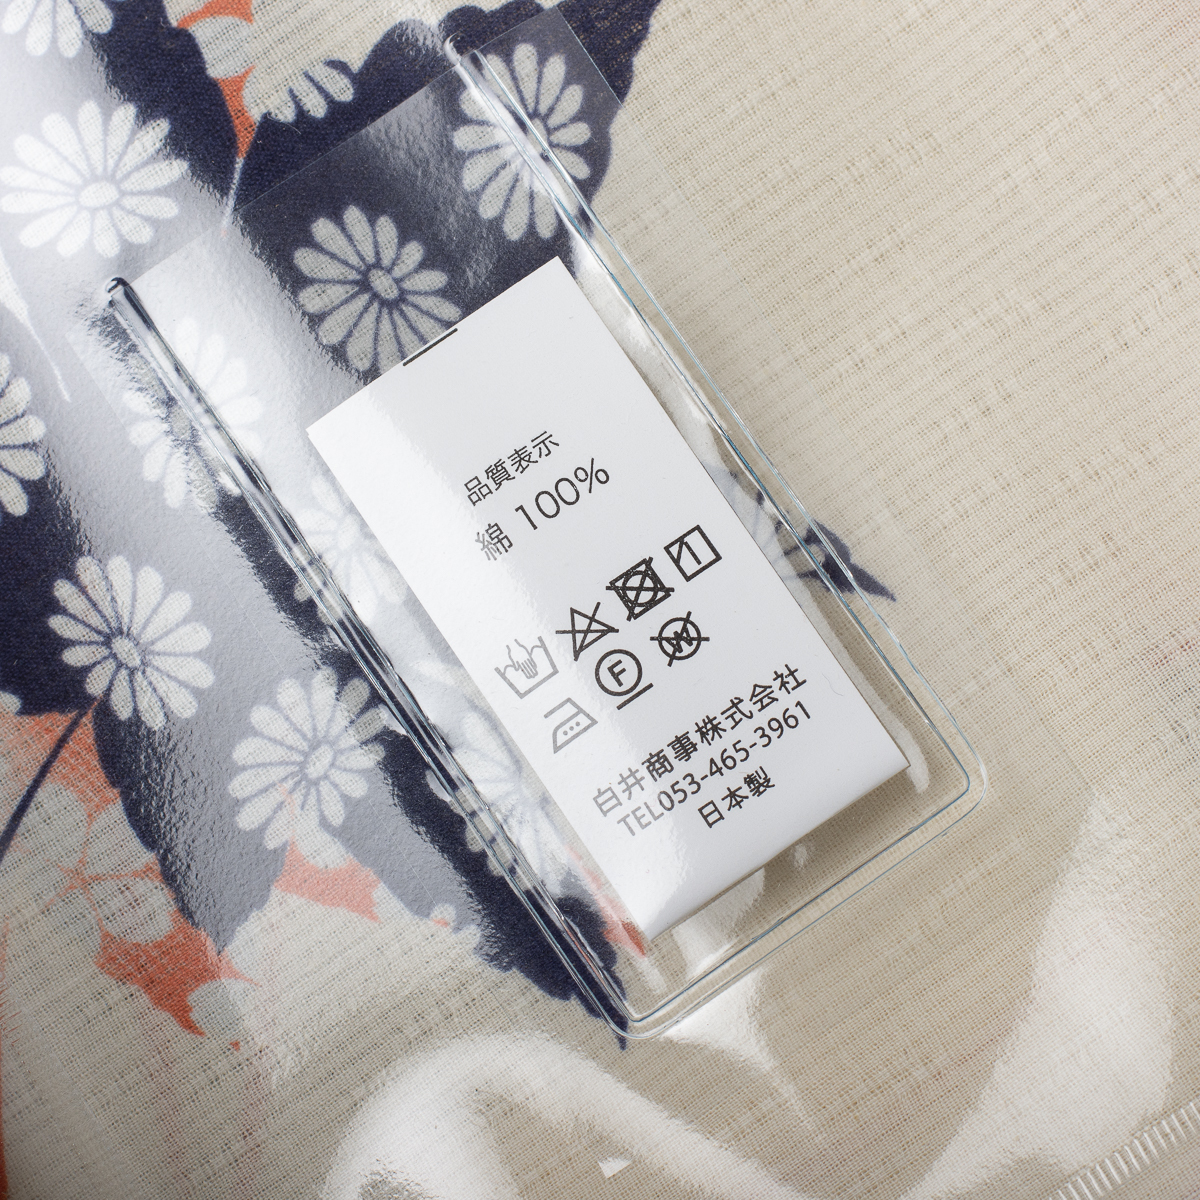 品質表示
綿 100%
F
W
白井商事株式会社
TEL053-465-3961
日本製